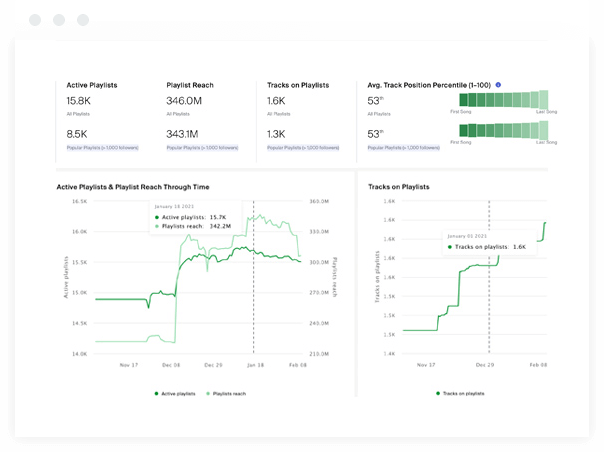 Active Playlists
Playlist Reach
Tracks on Playlists
Avg. Track Position Percentile (1-100)
15.8K
346.0M
1.6K
53rd
All Playlists
All Playlists
All Playlists
All Playlists
First Song
Last Song
8.5K
343.1M
1.3K
53rd
Popular Playlists (> 1,000 followers)
Popular Playlists (> 1,000 followers)
Popular Playlists (> 1,000 followers)
Popular Playlists (> 1,000 followers)
First Song
Last Song
Active Playlists & Playlist Reach Through Time
16.5K
16.0K
15.5K
15.0K
14.5K
14.0K
Active playlists
January 16 2021
Active playlists: 15.7K
Playlists reach: 342.2M
360.0M
330.0M
300.0M
270.0M
240.0M
210.0M
Playlists reach
Nov 17
Dec 08
Dec 29
Jan 18
Feb 08
Active playlists
Playlists reach
Tracks on Playlists
1.6K
1.6K
1.6K
1.6K
1.5K
1.5K
1.4K
Tracks on playlists
January 01 2021
Tracks on playlists: 1.6K
Nov 17
Dec 29
Feb 08
Tracks on playlists